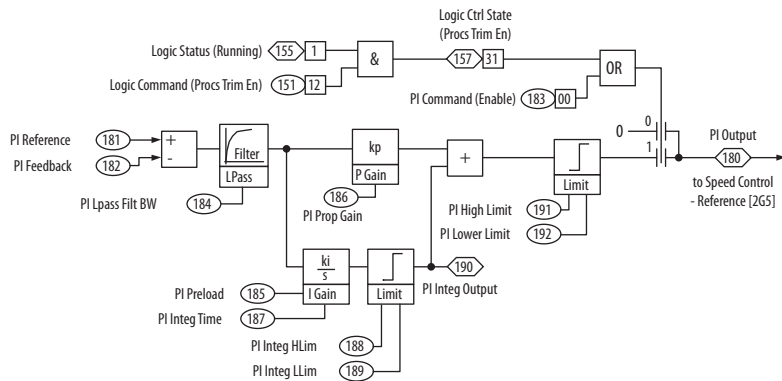 Logic Ctrl State
(Procs Trim En)
Logic Status (Running) 155 1
& 157 31
OR
Logic Command (Procs Trim En) 151 12
PI Command (Enable) 183 00
0
0
1
PI Reference 181 +
PI Feedback 182 -
Filter
LPass
PI Lpass Filt BW 184
kp
P Gain
186
PI Prop Gain
+
Limit
PI High Limit 191
PI Lower Limit 192
PI Output
180
to Speed Control
- Reference [2G5]
ki
s
I Gain
Limit
190
PI Integ Output
PI Preload 185
PI Integ Time 187
PI Integ HLim 188
PI Integ LLim 189